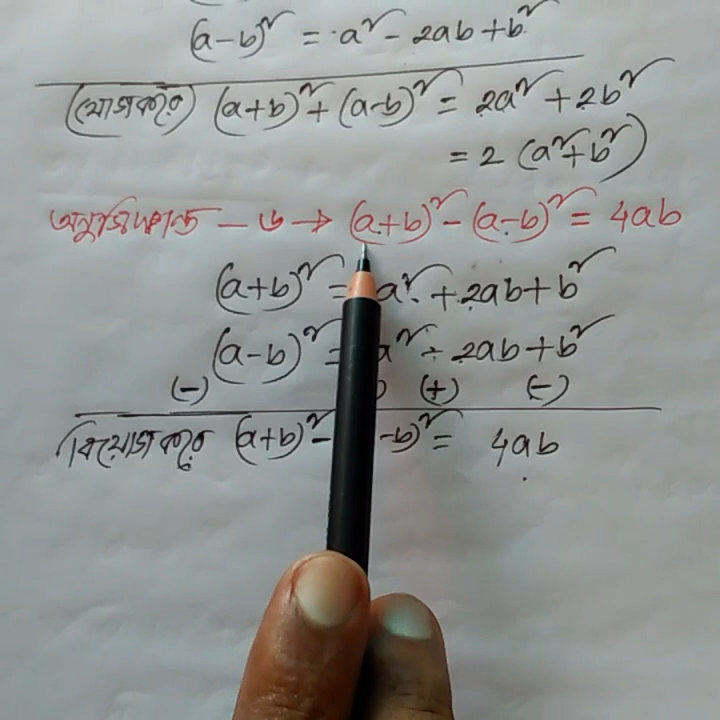 (a-b)² = a² - 2ab + b²
(যোগকরে) (a+b)² + (a-b)² = 2a² + 2b²
= 2 (a² + b²)
অনুসিদ্ধান্ত - ৬ → (a+b)² - (a-b)² = 4ab
(a+b)² = a² + 2ab + b²
(a-b)² = a² - 2ab + b²
(-) (+) (-)
বিয়োগকরে (a+b)² - -b)² = 4ab